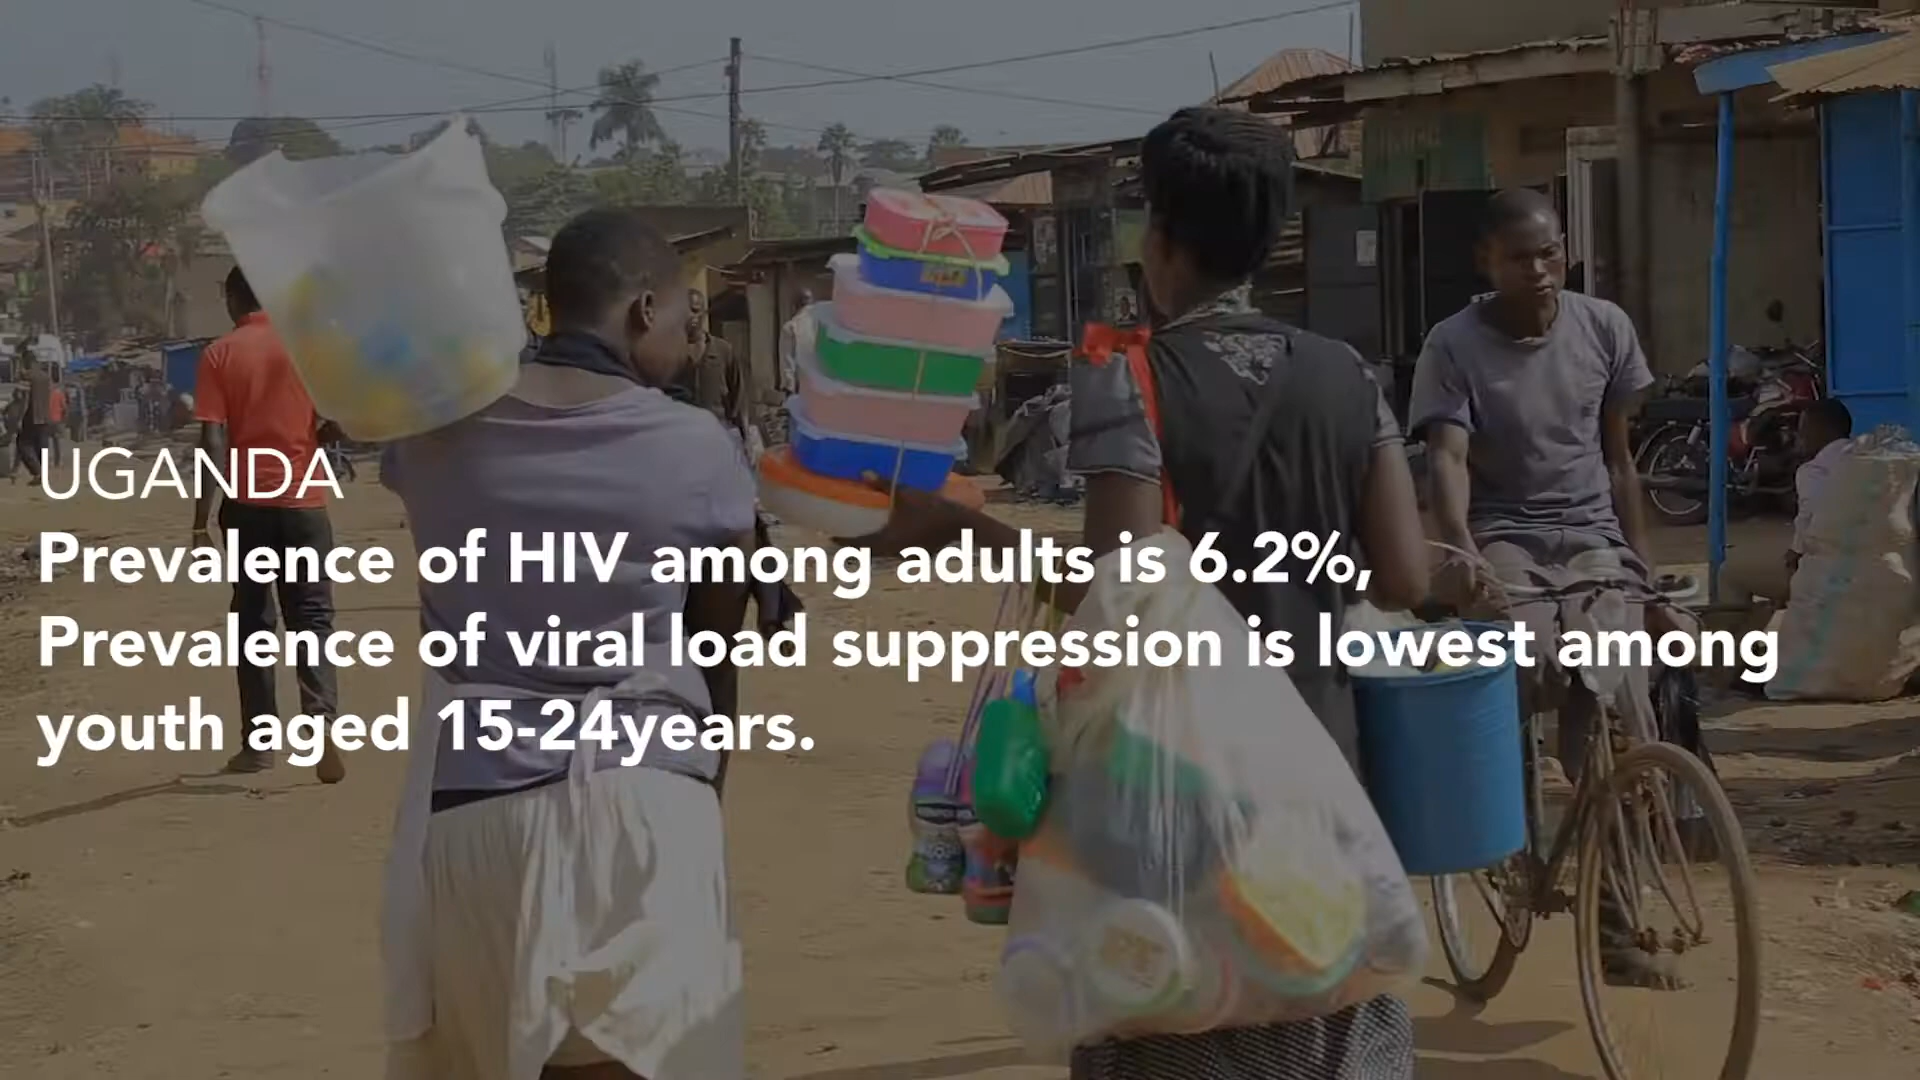 UGANDA
Prevalence of HIV among adults is 6.2%,
Prevalence of viral load suppression is lowest among
youth aged 15-24years.